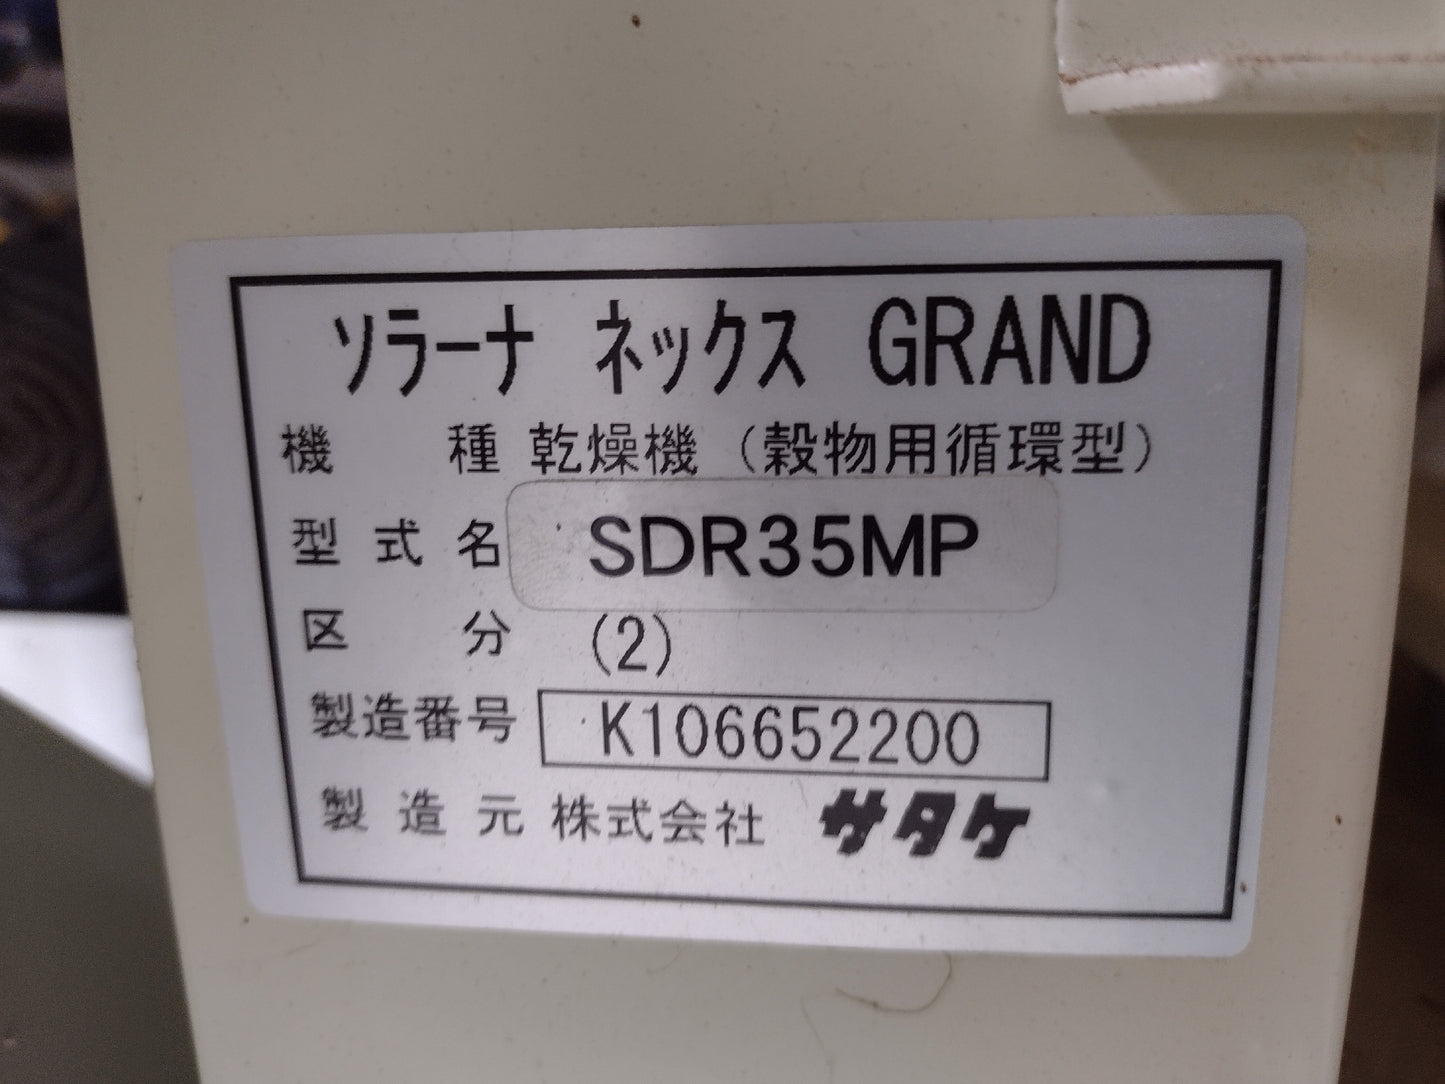 ソラーナ ネックス GRAND
機種 乾燥機（穀物用循環型）
型式名 SDR35MP
区分 (2)
製造番号 K106652200
製造元 株式会社 サタケ